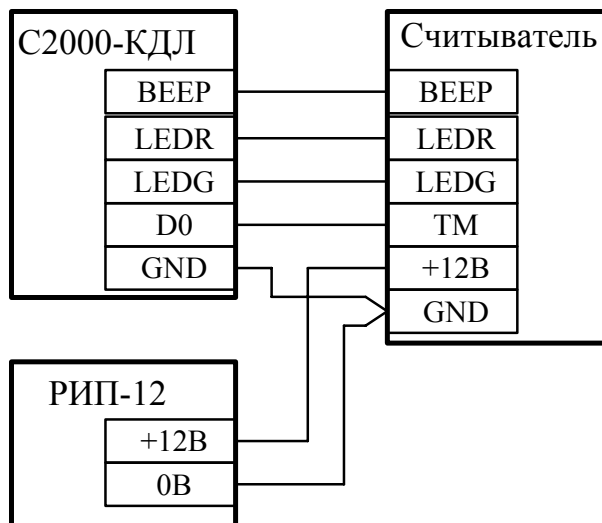 С2000-КДЛ
BEEP
LEDR
LEDG
D0
GND
Считыватель
BEEP
LEDR
LEDG
TM
+12В
GND
РИП-12
+12В
0В